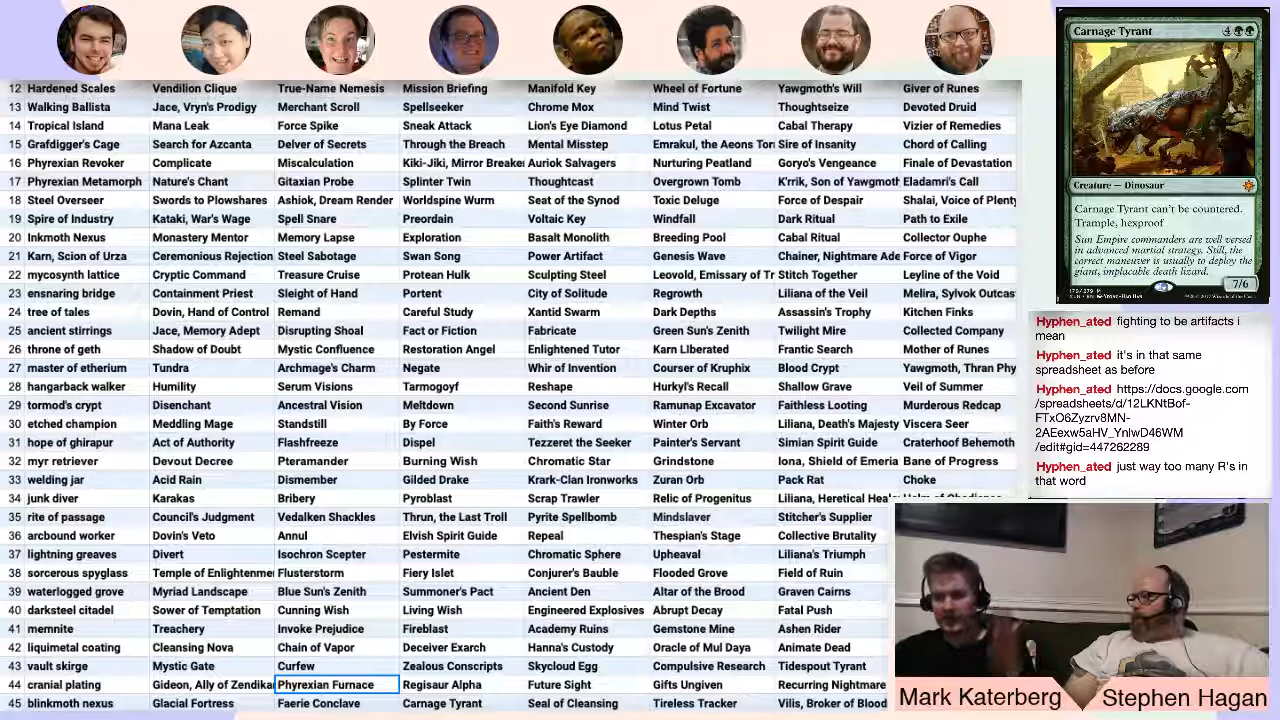 12 Hardened Scales Vendilion Clique True-Name Nemesis Mission Briefing Manifold Key Wheel of Fortune Yawgmoth's Will Giver of Runes
13 Walking Ballista Jace, Vryn's Prodigy Merchant Scroll Spellseeker Chrome Mox Mind Twist Thoughtseize Devoted Druid
14 Tropical Island Mana Leak Force Spike Sneak Attack Lion's Eye Diamond Lotus Petal Cabal Therapy Vizier of Remedies
15 Grafdigger's Cage Search for Azcanta Delver of Secrets Through the Breach Mental Misstep Emrakul, the Aeons Torn Sire of Insanity Chord of Calling
16 Phyrexian Revoker Complicate Miscalculation Kiki-Jiki, Mirror Breaker Auriok Salvagers Nurturing Peatland Goryo's Vengeance Finale of Devastation
17 Phyrexian Metamorph Nature's Chant Gitaxian Probe Splinter Twin Thoughtcast Overgrown Tomb K'rrik, Son of Yawgmoth Eladamri's Call
18 Steel Overseer Swords to Plowshares Ashiok, Dream Render Worldspine Wurm Seat of the Synod Toxic Deluge Force of Despair Shalai, Voice of Plenty
19 Spire of Industry Kataki, War's Wage Spell Snare Preordain Voltaic Key Windfall Dark Ritual Path to Exile
20 Inkmoth Nexus Monastery Mentor Memory Lapse Exploration Basalt Monolith Breeding Pool Cabal Ritual Collector Ouphe
21 Karn, Scion of Urza Ceremonious Rejection Steel Sabotage Swan Song Power Artifact Genesis Wave Chainer, Nightmare Ade Force of Vigor
22 mycosynth lattice Cryptic Command Treasure Cruise Protean Hulk Sculpting Steel Leovold, Emissary of Tr Stitch Together Leyline of the Void
23 ensnaring bridge Containment Priest Sleight of Hand Portent City of Solitude Regrowth Liliana of the Veil Melira, Sylvok Outcas
24 tree of tales Dovin, Hand of Control Remand Careful Study Xantid Swarm Dark Depths Assassin's Trophy Kitchen Finks
25 ancient stirrings Jace, Memory Adept Disrupting Shoal Fact or Fiction Fabricate Green Sun's Zenith Twilight Mire Collected Company
26 throne of geth Shadow of Doubt Mystic Confluence Restoration Angel Enlightened Tutor Karn LIberated Frantic Search Mother of Runes
27 master of etherium Tundra Archmage's Charm Negate Whir of Invention Courser of Kruphix Blood Crypt Yawgmoth, Thran Phy
28 hangarback walker Humility Serum Visions Tarmogoyf Reshape Hurkyl's Recall Shallow Grave Veil of Summer
29 tormod's crypt Disenchant Ancestral Vision Meltdown Second Sunrise Ramunap Excavator Faithless Looting Murderous Redcap
30 etched champion Meddling Mage Standstill By Force Faith's Reward Winter Orb Liliana, Death's Majesty Viscera Seer
31 hope of ghirapur Act of Authority Flashfreeze Dispel Tezzeret the Seeker Painter's Servant Simian Spirit Guide Craterhoof Behemoth
32 myr retriever Devout Decree Pteramander Burning Wish Chromatic Star Grindstone Iona, Shield of Emeria Bane of Progress
33 welding jar Acid Rain Dismember Gilded Drake Krark-Clan Ironworks Zuran Orb Pack Rat Choke
34 junk diver Karakas Bribery Pyroblast Scrap Trawler Relic of Progenitus Liliana, Heretical Heal Helm of Obedience
35 rite of passage Council's Judgment Vedalken Shackles Thrun, the Last Troll Pyrite Spellbomb Mindslaver Stitcher's Supplier
36 arcbound worker Dovin's Veto Annul Elvish Spirit Guide Repeal Thespian's Stage Collective Brutality
37 lightning greaves Divert Isochron Scepter Pestermite Chromatic Sphere Upheaval Liliana's Triumph
38 sorcerous spyglass Temple of Enlightenme Flusterstorm Fiery Islet Conjurer's Bauble Flooded Grove Field of Ruin
39 waterlogged grove Myriad Landscape Blue Sun's Zenith Summoner's Pact Ancient Den Altar of the Brood Graven Cairns
40 darksteel citadel Sower of Temptation Cunning Wish Living Wish Engineered Explosives Abrupt Decay Fatal Push
41 memnite Treachery Invoke Prejudice Fireblast Academy Ruins Gemstone Mine Ashen Rider
42 liquimetal coating Cleansing Nova Chain of Vapor Deceiver Exarch Hanna's Custody Oracle of Mul Daya Animate Dead
43 vault skirge Mystic Gate Curfew Zealous Conscripts Skycloud Egg Compulsive Research Tidespout Tyrant
44 cranial plating Gideon, Ally of Zendika Phyrexian Furnace Regisaur Alpha Future Sight Gifts Ungiven Recurring Nightmare
45 blinkmoth nexus Glacial Fortress Faerie Conclave Carnage Tyrant Seal of Cleansing Tireless Tracker Vilis, Broker of Blood
Carnage Tyrant 4
Creature — Dinosaur
Carnage Tyrant can't be countered.
Trample, hexproof
Sun Empire commanders are well versed
in advanced martial strategy. Still, the
correct maneuver is usually to deploy the
giant, implacable death lizard.
7/6
Hyphen_ated fighting to be artifacts i
mean
Hyphen_ated it's in that same
spreadsheet as before
Hyphen_ated https://docs.google.com
/spreadsheets/d/12LKNtBof-
FTxO6Zyzrv8MN-
2AEexw5aHV_YnlwD46WM
/edit#gid=447262289
Hyphen_ated just way too many R's in
that word
Mark Katerberg
Stephen Hagan